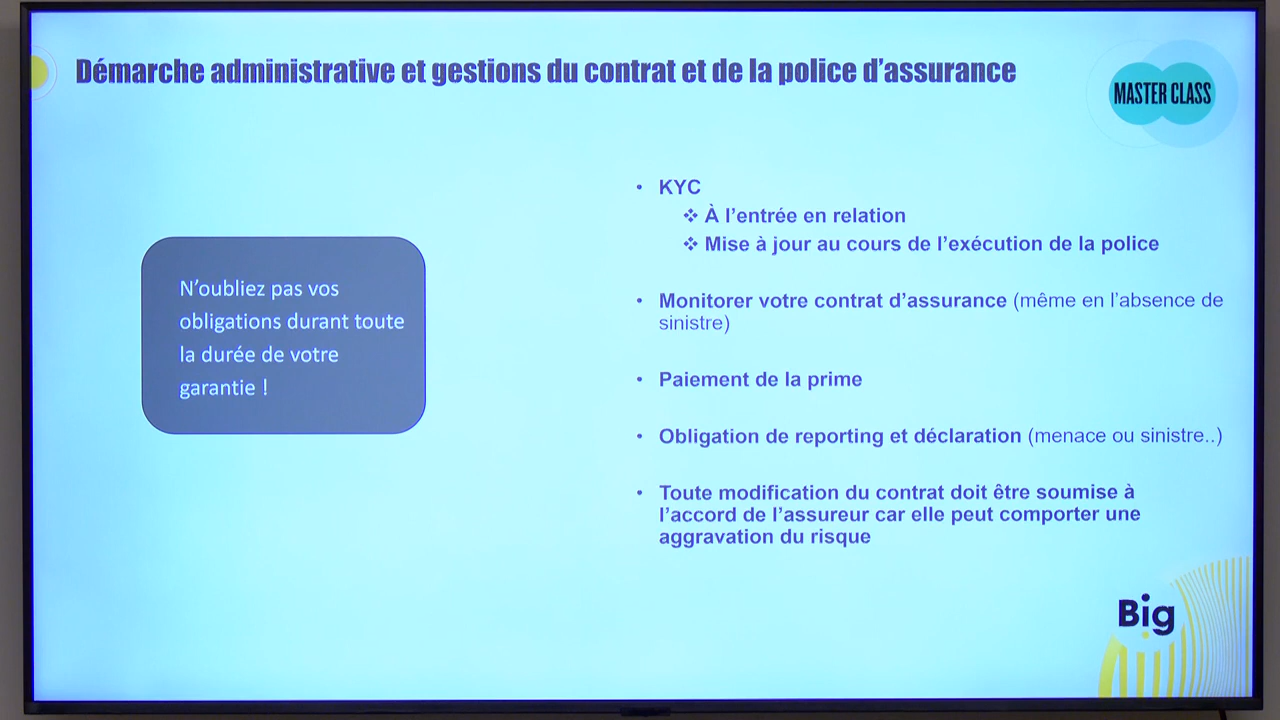 Démarche administrative et gestions du contrat et de la police d’assurance
MASTER CLASS
N’oubliez pas vos
obligations durant toute
la durée de votre
garantie !
• KYC
❖ À l’entrée en relation
❖ Mise à jour au cours de l’exécution de la police
• Monitorer votre contrat d’assurance (même en l’absence de
sinistre)
• Paiement de la prime
• Obligation de reporting et déclaration (menace ou sinistre..)
• Toute modification du contrat doit être soumise à
l’accord de l’assureur car elle peut comporter une
aggravation du risque
Big